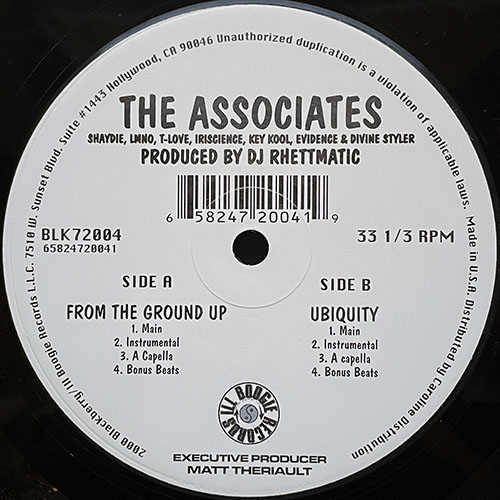 2000 Blackberry Ill Boogie Records L.L.C. 7510 W. Sunset Blvd. Suite #1443 Hollywood, CA 90046 Unauthorized duplication is a violation of applicable laws. Made in U.S.A. Distributed by Caroline Distribution
THE ASSOCIATES
SHAYDIE, LMNO, T-LOVE, IRISCIENCE, KEY KOOL, EVIDENCE & DIVINE STYLER
PRODUCED BY DJ RHETTMATIC
6 58247 20041 9
BLK72004
65824720041
33 1/3 RPM
SIDE A
FROM THE GROUND UP
1. Main
2. Instrumental
3. A Capella
4. Bonus Beats
SIDE B
UBIQUITY
1. Main
2. Instrumental
3. A capella
4. Bonus Beats
ILL BOOGIE RECORDS
EXECUTIVE PRODUCER
MATT THERIAULT